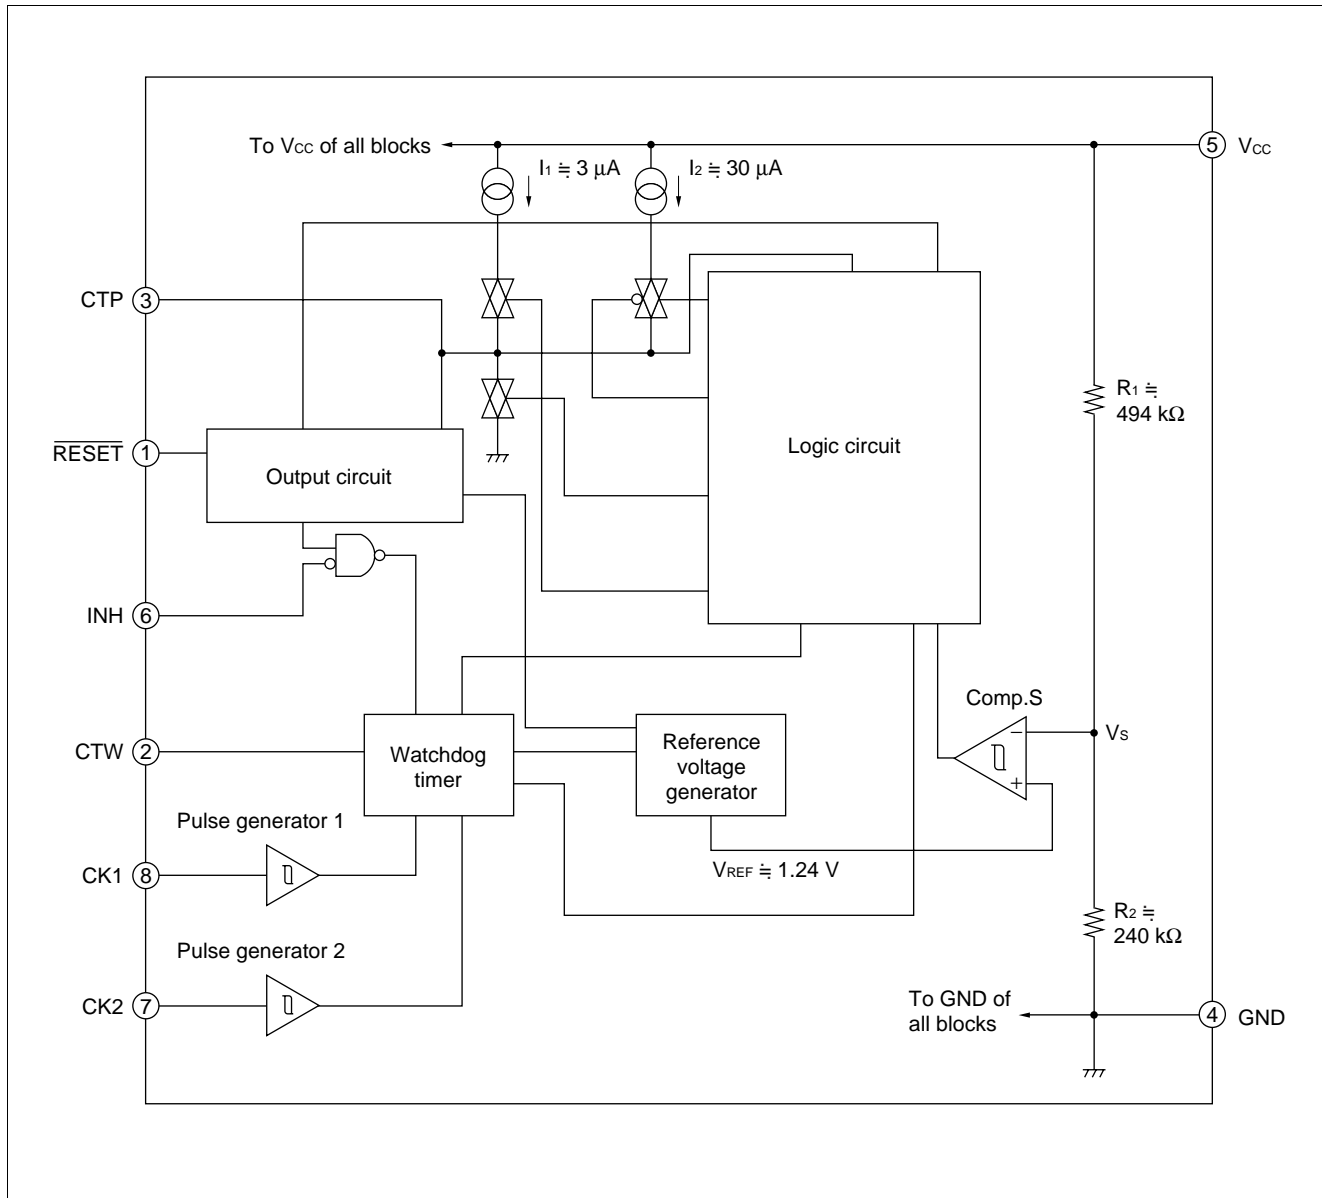 To VCC of all blocks
I1 ≒ 3 μA
I2 ≒ 30 μA
5
VCC
CTP
3
R1 ≒
494 kΩ
RESET
1
Output circuit
Logic circuit
INH
6
Comp.S
−
VS
CTW
2
Watchdog
timer
Reference
voltage
generator
+
Pulse generator 1
CK1
8
VREF ≒ 1.24 V
R2 ≒
240 kΩ
Pulse generator 2
CK2
7
To GND of
all blocks
4
GND